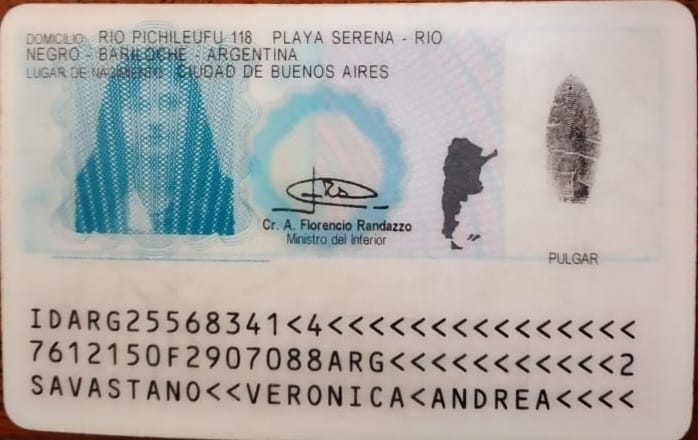 DOMICILIO: RIO PICHILEUFU 118 PLAYA SERENA - RIO
NEGRO - BARILOCHE - ARGENTINA
LUGAR DE NACIMIENTO: CIUDAD DE BUENOS AIRES
Cr. A. Florencio Randazzo
Ministro del Interior
PULGAR
IDARG25568341<4<<<<<<<<<<<<<<<
7612150F2907088ARG<<<<<<<<<<<2
SAVASTANO<<VERONICA<ANDREA<<<<